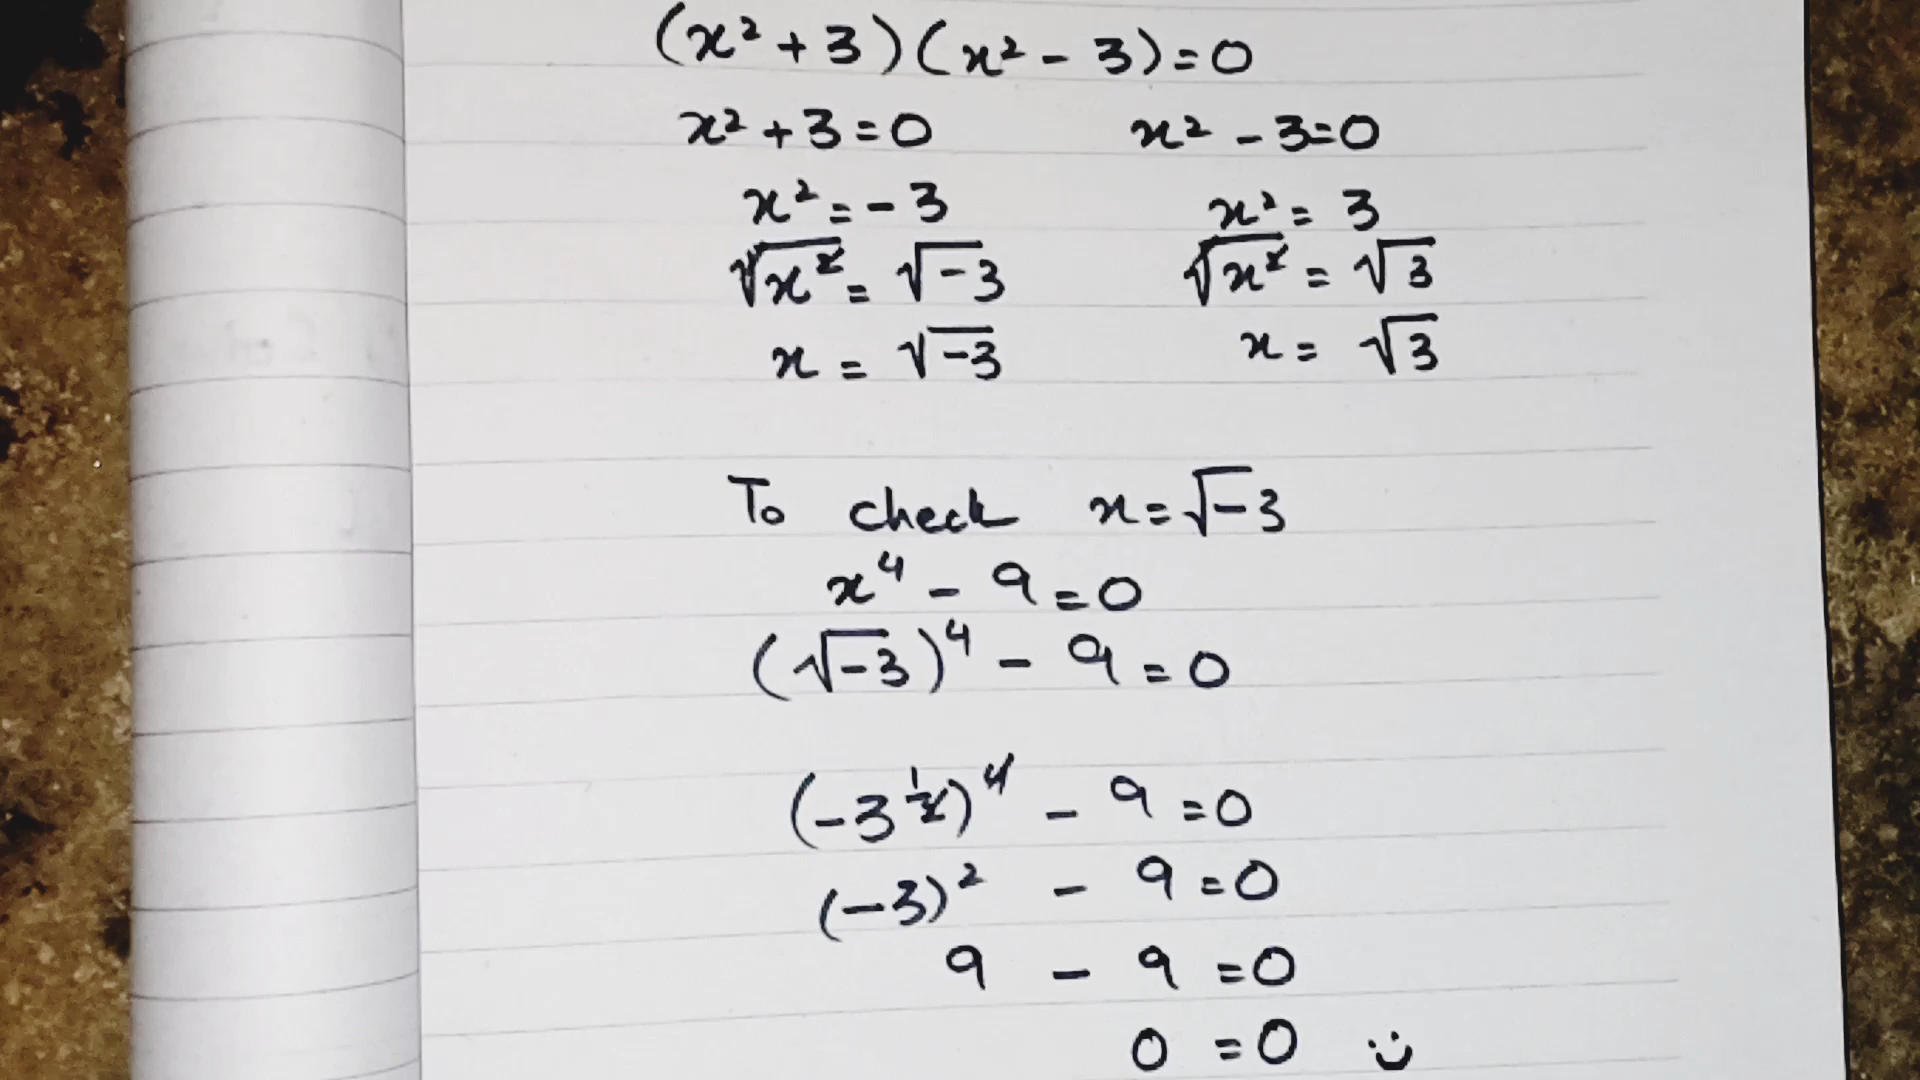 (x² + 3)(x² - 3) = 0
x² + 3 = 0    x² - 3 = 0
x² = -3    x² = 3
√x² = √-3    √x² = √3
x = √-3    x = √3
To check x = √-3
x⁴ - 9 = 0
(√-3)⁴ - 9 = 0
(-3^½)⁴ - 9 = 0
(-3)² - 9 = 0
9 - 9 = 0
0 = 0 :)